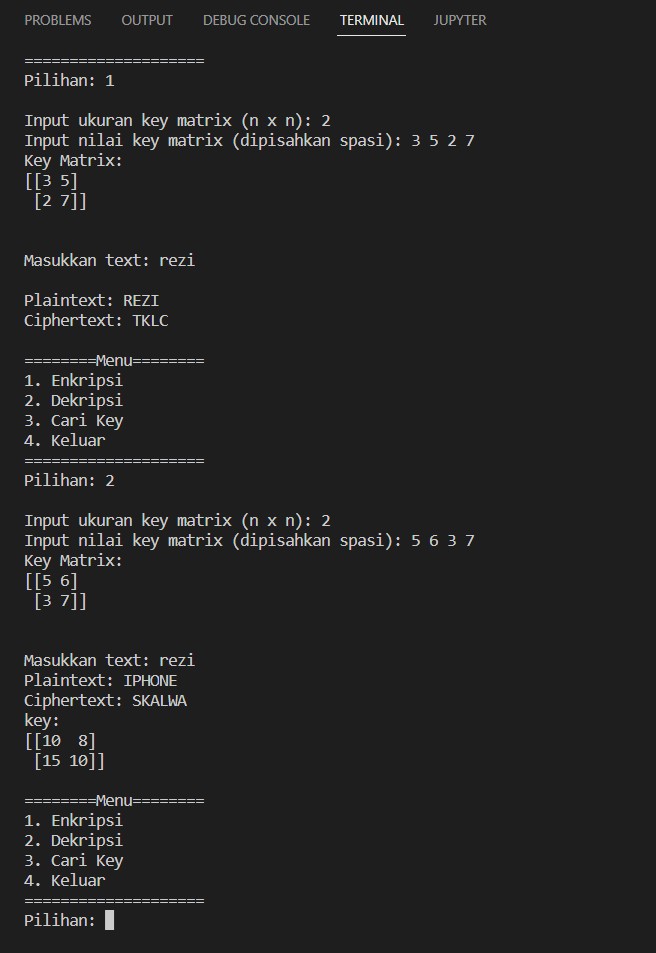 PROBLEMS OUTPUT DEBUG CONSOLE TERMINAL JUPYTER
====================
Pilihan: 1
Input ukuran key matrix (n x n): 2
Input nilai key matrix (dipisahkan spasi): 3 5 2 7
Key Matrix:
[[3 5]
 [2 7]]
Masukkan text: rezi
Plaintext: REZI
Ciphertext: TKLC
========Menu========
1. Enkripsi
2. Dekripsi
3. Cari Key
4. Keluar
====================
Pilihan: 2
Input ukuran key matrix (n x n): 2
Input nilai key matrix (dipisahkan spasi): 5 6 3 7
Key Matrix:
[[5 6]
 [3 7]]
Masukkan text: rezi
Plaintext: IPHONE
Ciphertext: SKALWA
key:
[[10  8]
 [15 10]]
========Menu========
1. Enkripsi
2. Dekripsi
3. Cari Key
4. Keluar
====================
Pilihan: